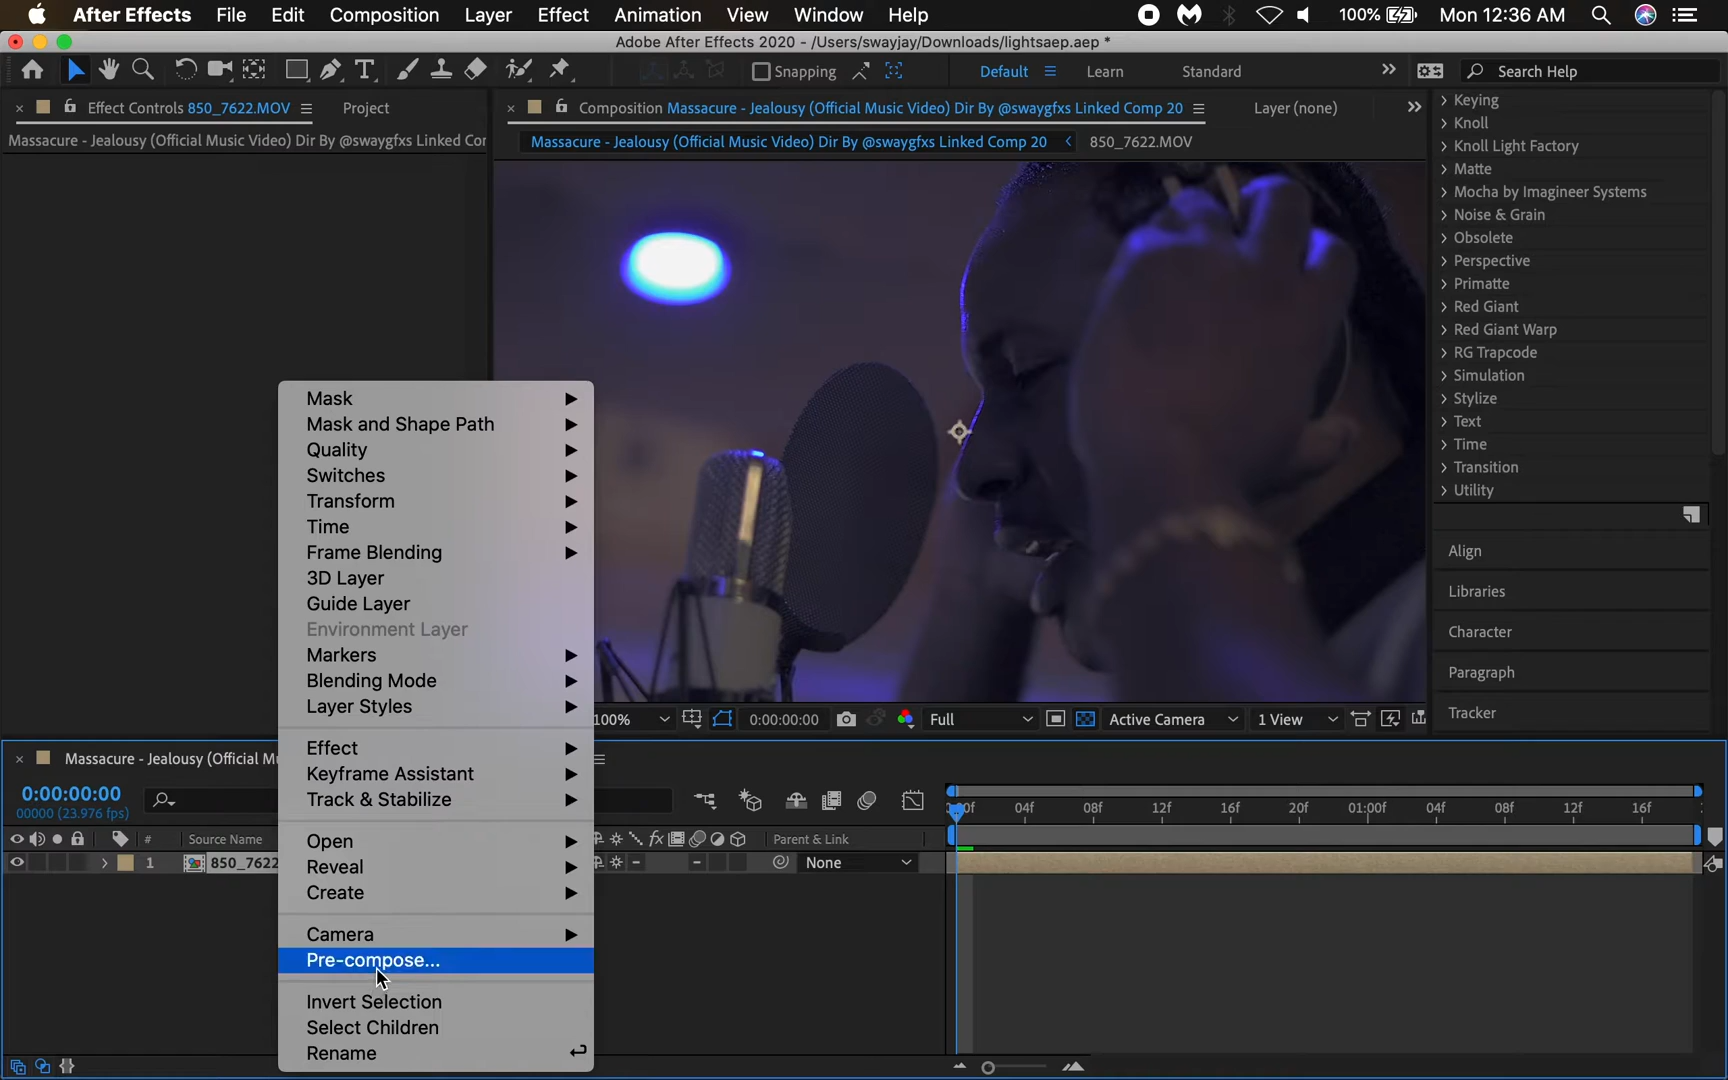 After Effects File Edit Composition Layer Effect Animation View Window Help 100% Mon 12:36 AM
Adobe After Effects 2020 - /Users/swayjay/Downloads/lightsaep.aep *
Snapping Default Learn Standard Search Help
Effect Controls 850_7622.MOV Project
Massacure - Jealousy (Official Music Video) Dir By @swaygfxs Linked Cor
Composition Massacure - Jealousy (Official Music Video) Dir By @swaygfxs Linked Comp 20 Layer (none)
Massacure - Jealousy (Official Music Video) Dir By @swaygfxs Linked Comp 20 850_7622.MOV
Keying
Knoll
Knoll Light Factory
Matte
Mocha by Imagineer Systems
Noise & Grain
Obsolete
Perspective
Primatte
Red Giant
Red Giant Warp
RG Trapcode
Simulation
Stylize
Text
Time
Transition
Utility
Align
Libraries
Character
Paragraph
Tracker
Mask
Mask and Shape Path
Quality
Switches
Transform
Time
Frame Blending
3D Layer
Guide Layer
Environment Layer
Markers
Blending Mode
Layer Styles
Effect
Keyframe Assistant
Track & Stabilize
Open
Reveal
Create
Camera
Pre-compose...
Invert Selection
Select Children
Rename
100% 0:00:00:00 Full Active Camera 1 View
Massacure - Jealousy (Official Mu
0:00:00:00
00000 (23.976 fps)
:00f 04f 08f 12f 16f 20f 01:00f 04f 08f 12f 16f
# Source Name Parent & Link
1 850_7622 None